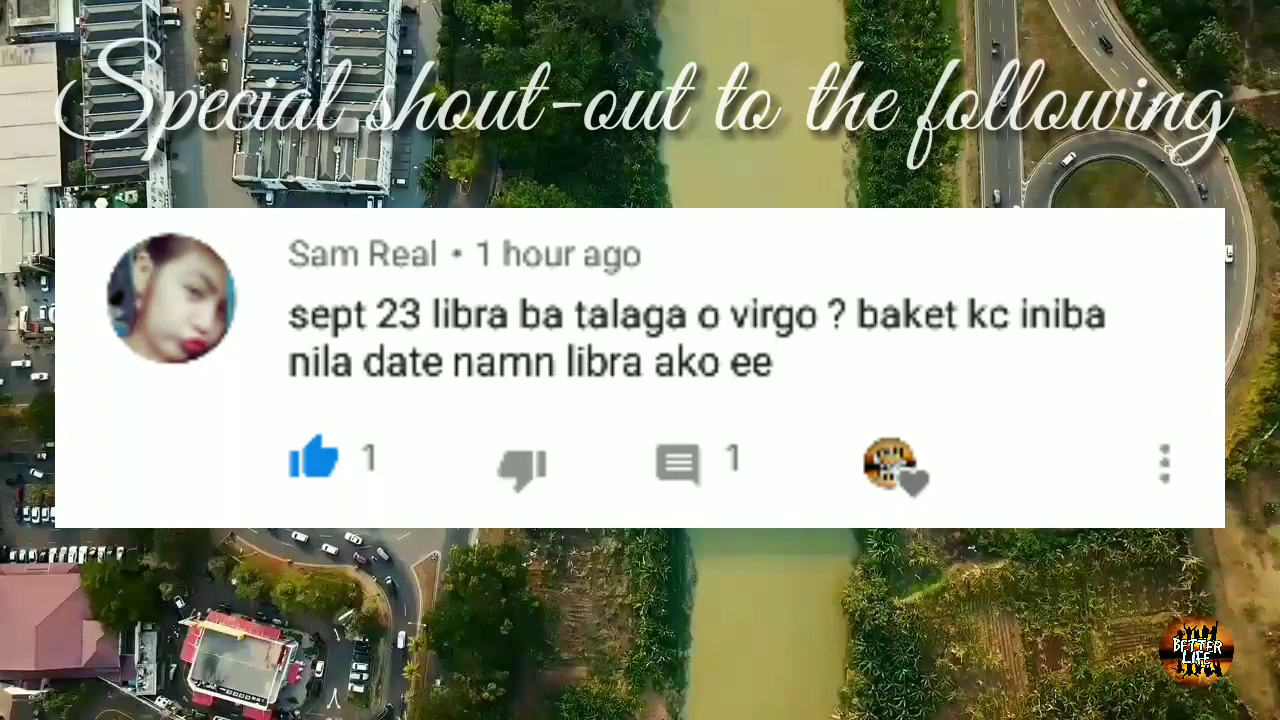 Special shout-out to the following
Sam Real • 1 hour ago
sept 23 libra ba talaga o virgo ? baket kc iniba
nila date namn libra ako ee
1
1
BETTER
LIFE